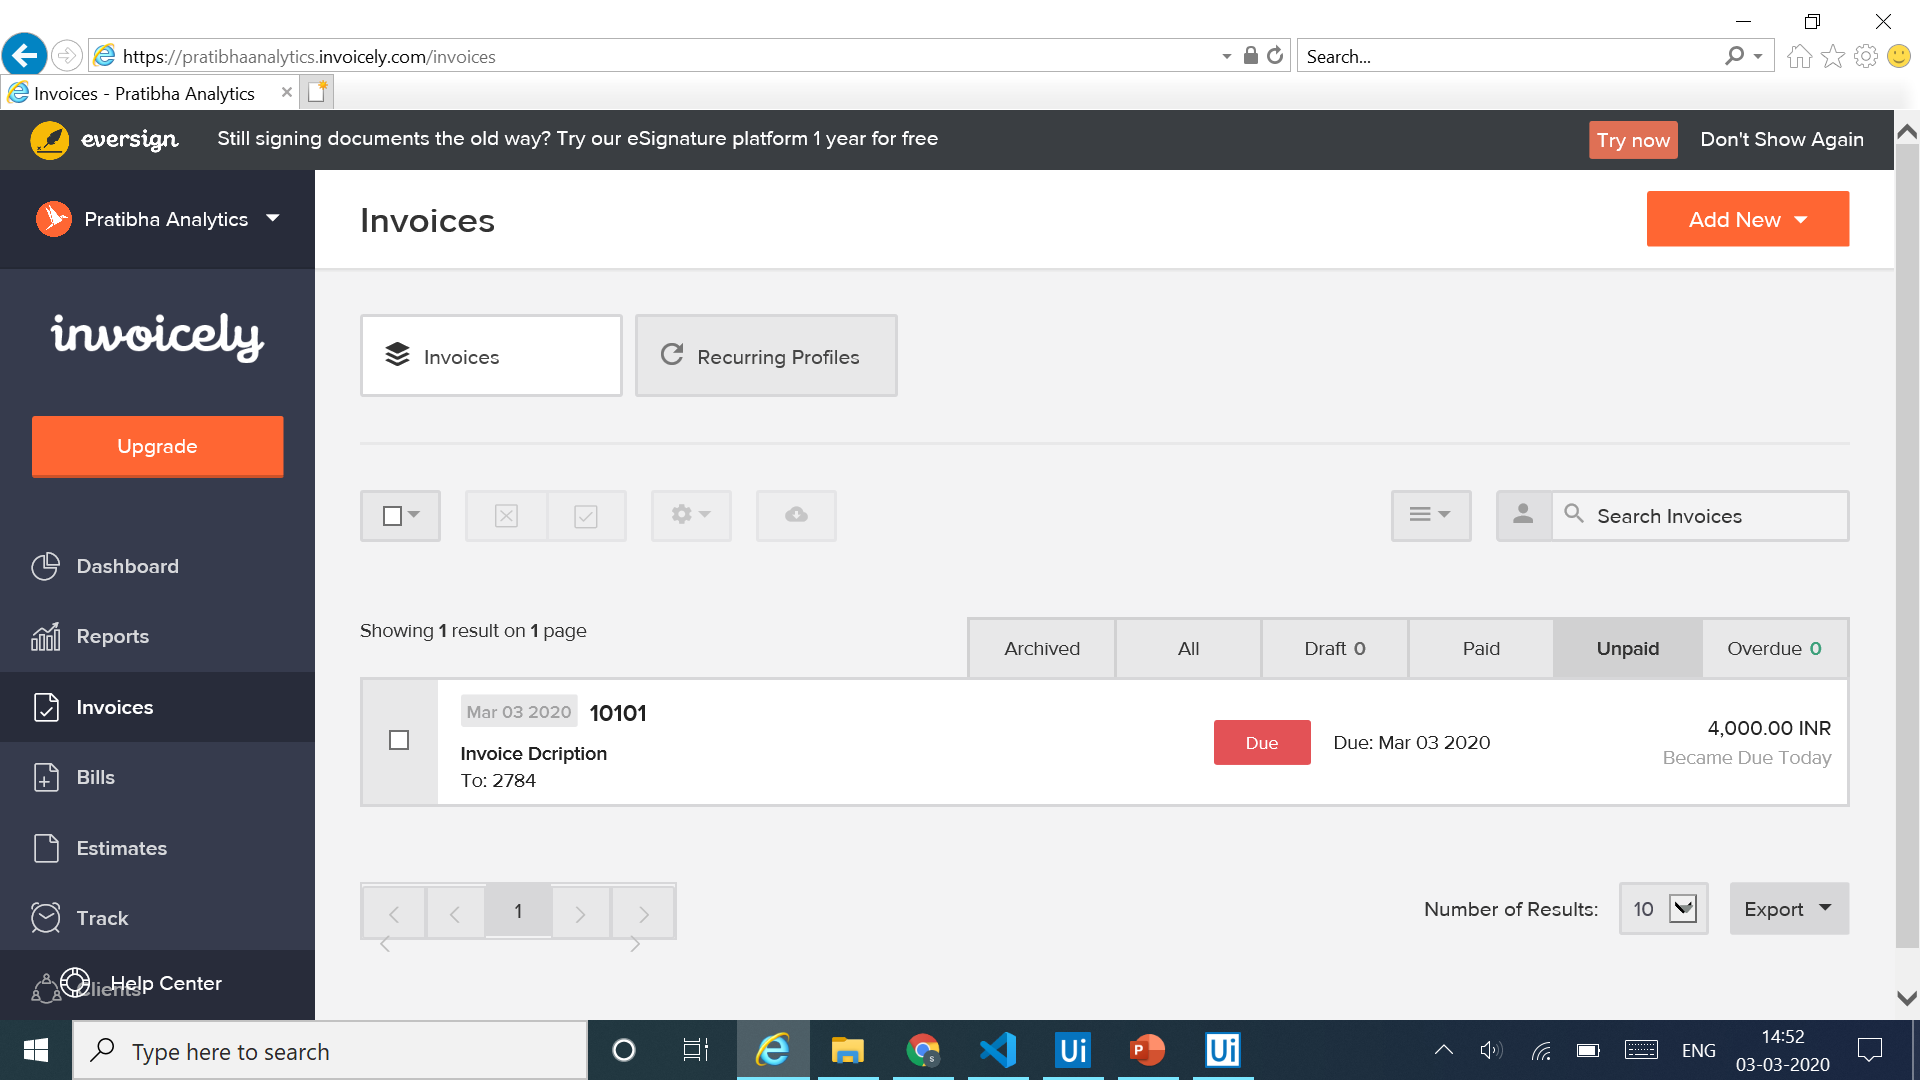 https://pratibhaanalytics.invoicely.com/invoices
Search...
Invoices - Pratibha Analytics
eversign
Still signing documents the old way? Try our eSignature platform 1 year for free
Try now
Don't Show Again
Pratibha Analytics
Invoices
Add New
invoicely
Invoices
Recurring Profiles
Upgrade
Search Invoices
Dashboard
Reports
Invoices
Bills
Estimates
Track
Clients
Help Center
Showing 1 result on 1 page
Archived
All
Draft 0
Paid
Unpaid
Overdue 0
Mar 03 2020
10101
Invoice Dcription
To: 2784
Due
Due: Mar 03 2020
4,000.00 INR
Became Due Today
1
Number of Results:
10
Export
Type here to search
S
P
Ui
Ui
ENG
14:52
03-03-2020